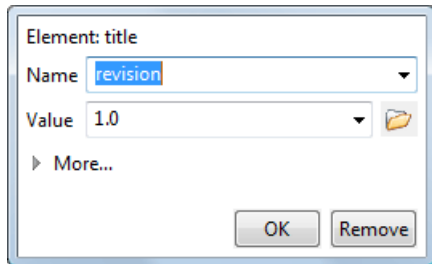 Element: title
Name revision
Value 1.0
More...
OK Remove